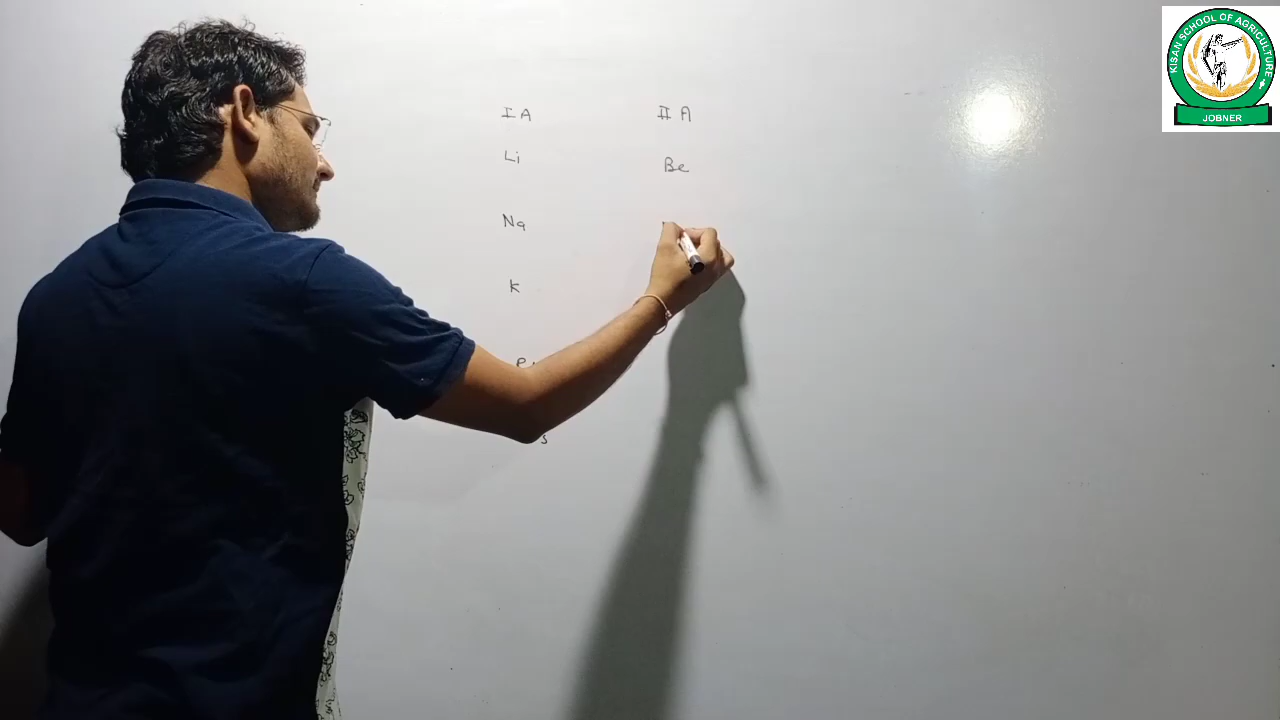 KISAN SCHOOL OF AGRICULTURE
JOBNER
I A II A
Li Be
Na
K